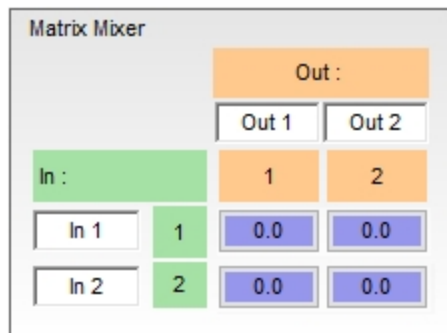 Matrix Mixer
Out :
Out 1 Out 2
In : 1 2
In 1 1 0.0 0.0
In 2 2 0.0 0.0